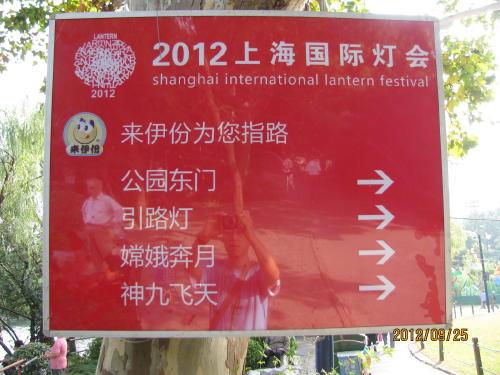 LANTERN
2012
2012上海国际灯会
shanghai international lantern festival
来伊份
来伊份为您指路
公园东门
引路灯
嫦娥奔月
神九飞天
2012/09/25